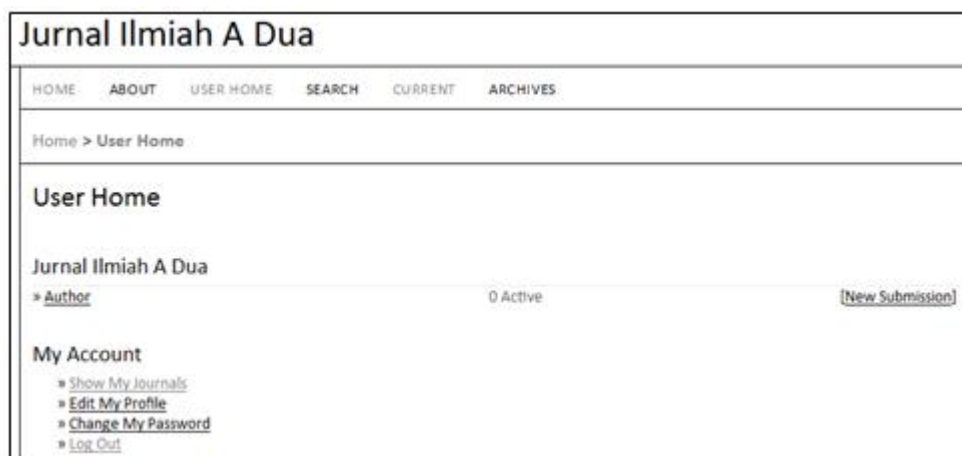 Jurnal Ilmiah A Dua
HOME ABOUT USER HOME SEARCH CURRENT ARCHIVES
Home > User Home
User Home
Jurnal Ilmiah A Dua
» Author 0 Active [New Submission]
My Account
» Show My Journals
» Edit My Profile
» Change My Password
» Log Out